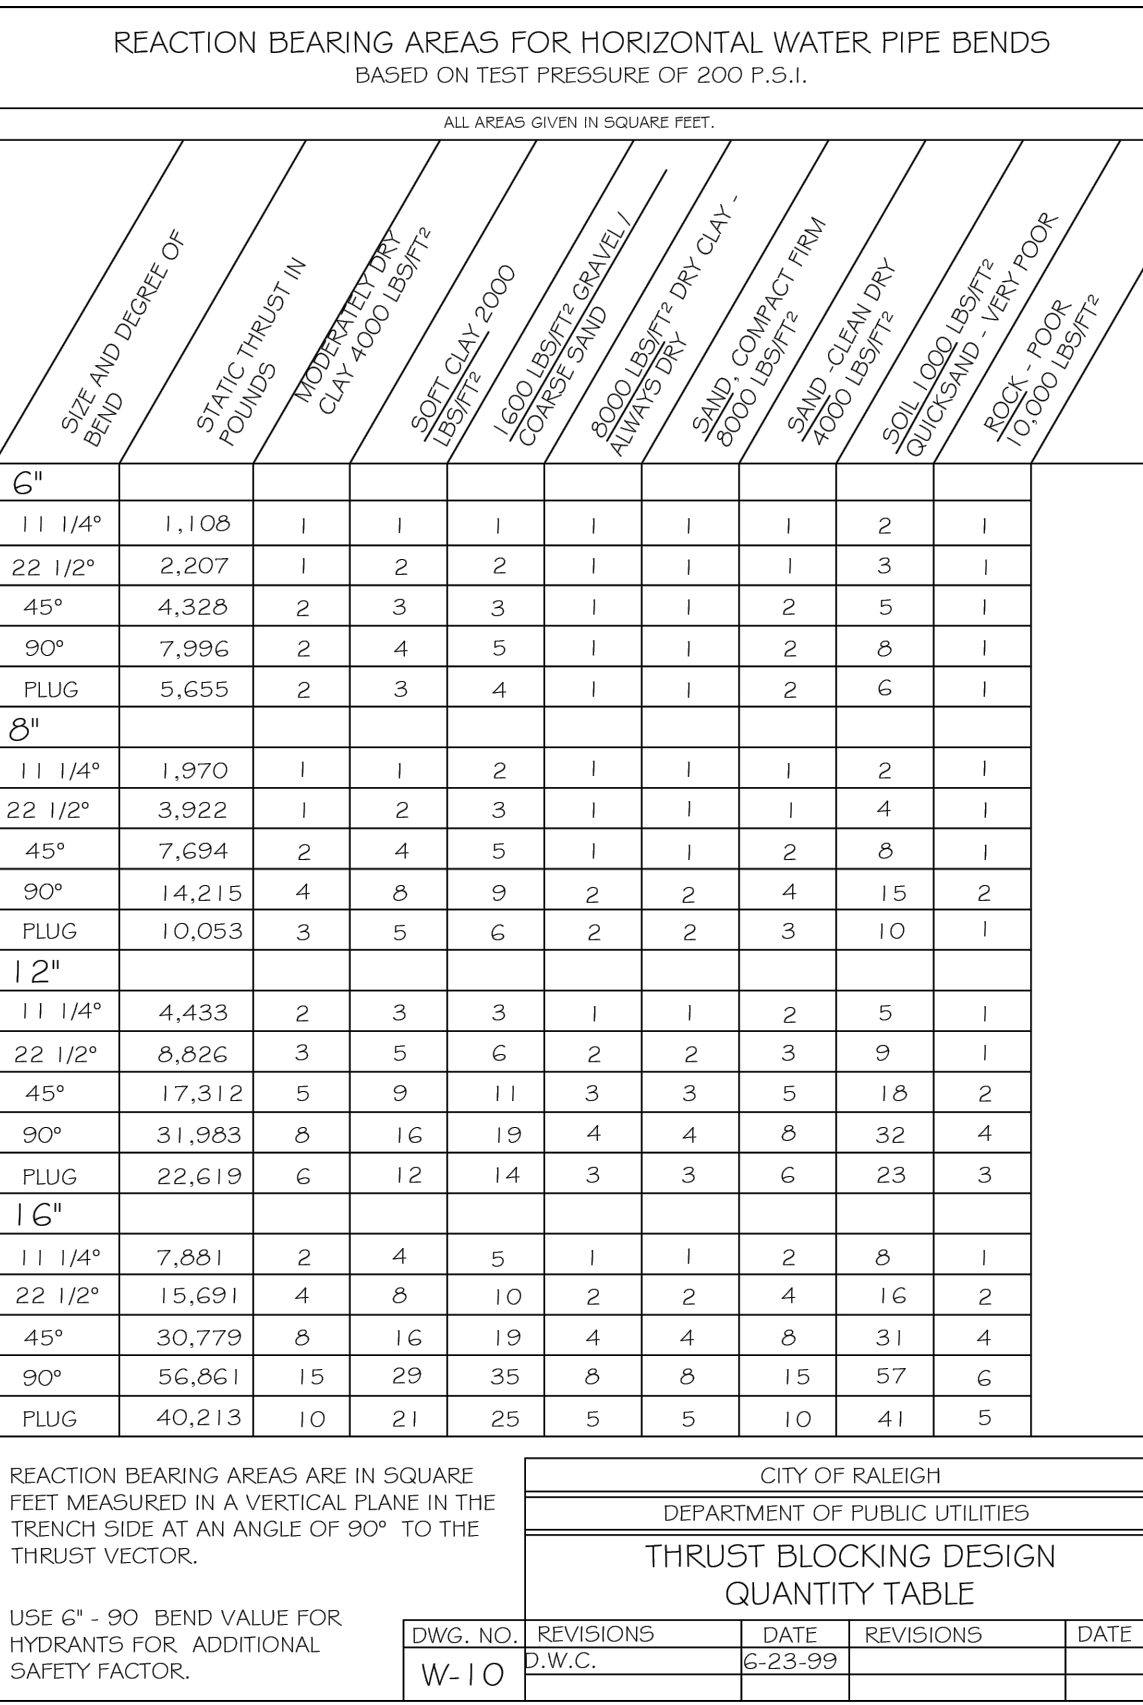 REACTION BEARING AREAS FOR HORIZONTAL WATER PIPE BENDS
BASED ON TEST PRESSURE OF 200 P.S.I.
ALL AREAS GIVEN IN SQUARE FEET.
SIZE AND DEGREE OF
BEND
STATIC THRUST IN
POUNDS
MODERATELY DRY
CLAY 4000 LBS/FT²
SOFT CLAY 2000
LBS/FT²
1600 LBS/FT² GRAVEL /
COARSE SAND
8000 LBS/FT² DRY CLAY -
ALWAYS DRY
SAND, COMPACT FIRM
8000 LBS/FT²
SAND -CLEAN DRY
4000 LBS/FT²
SOIL 1000 LBS/FT²
QUICKSAND - VERY POOR
ROCK - POOR
10,000 LBS/FT²
6"
11 1/4° 1,108 1 1 1 1 1 1 2 1
22 1/2° 2,207 1 2 2 1 1 1 3 1
45° 4,328 2 3 3 1 1 2 5 1
90° 7,996 2 4 5 1 1 2 8 1
PLUG 5,655 2 3 4 1 1 2 6 1
8"
11 1/4° 1,970 1 1 2 1 1 1 2 1
22 1/2° 3,922 1 2 3 1 1 1 4 1
45° 7,694 2 4 5 1 1 2 8 1
90° 14,215 4 8 9 2 2 4 15 2
PLUG 10,053 3 5 6 2 2 3 10 1
12"
11 1/4° 4,433 2 3 3 1 1 2 5 1
22 1/2° 8,826 3 5 6 2 2 3 9 1
45° 17,312 5 9 11 3 3 5 18 2
90° 31,983 8 16 19 4 4 8 32 4
PLUG 22,619 6 12 14 3 3 6 23 3
16"
11 1/4° 7,881 2 4 5 1 1 2 8 1
22 1/2° 15,691 4 8 10 2 2 4 16 2
45° 30,779 8 16 19 4 4 8 31 4
90° 56,861 15 29 35 8 8 15 57 6
PLUG 40,213 10 21 25 5 5 10 41 5
REACTION BEARING AREAS ARE IN SQUARE
FEET MEASURED IN A VERTICAL PLANE IN THE
TRENCH SIDE AT AN ANGLE OF 90° TO THE
THRUST VECTOR.
USE 6" - 90 BEND VALUE FOR
HYDRANTS FOR ADDITIONAL
SAFETY FACTOR.
CITY OF RALEIGH
DEPARTMENT OF PUBLIC UTILITIES
THRUST BLOCKING DESIGN
QUANTITY TABLE
DWG. NO. REVISIONS DATE REVISIONS DATE
W-10 D.W.C. 6-23-99